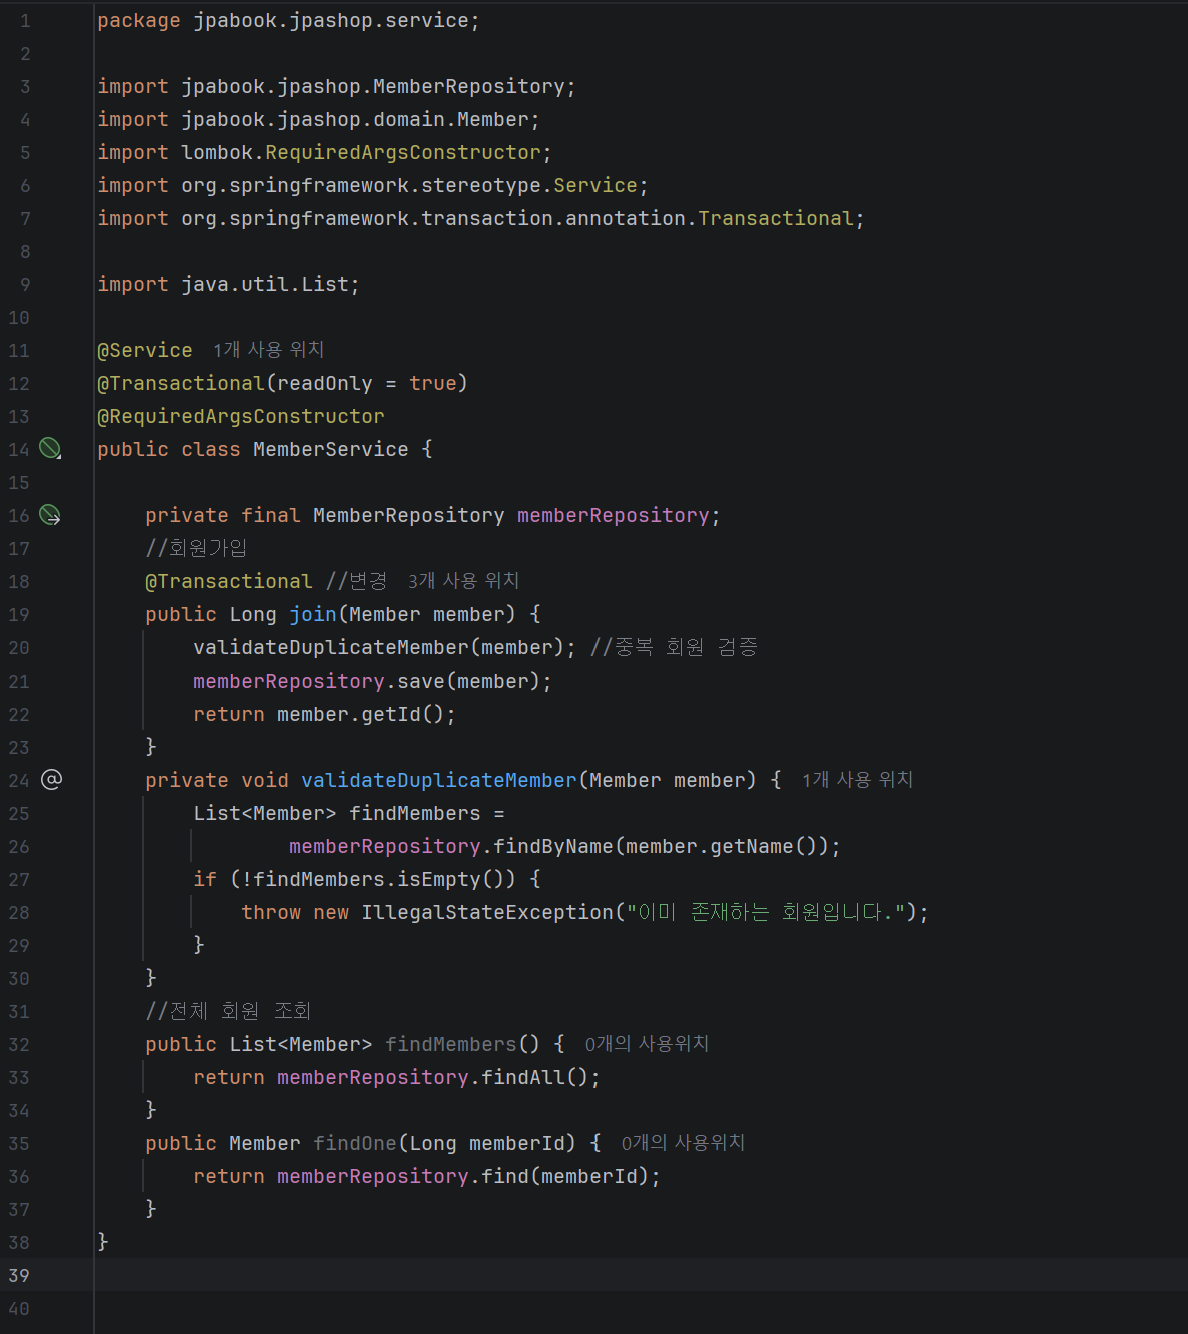 1 package jpabook.jpashop.service;
2
3 import jpabook.jpashop.MemberRepository;
4 import jpabook.jpashop.domain.Member;
5 import lombok.RequiredArgsConstructor;
6 import org.springframework.stereotype.Service;
7 import org.springframework.transaction.annotation.Transactional;
8
9 import java.util.List;
10
11 @Service 1개 사용 위치
12 @Transactional(readOnly = true)
13 @RequiredArgsConstructor
14 public class MemberService {
15
16 private final MemberRepository memberRepository;
17 //회원가입
18 @Transactional //변경 3개 사용 위치
19 public Long join(Member member) {
20 validateDuplicateMember(member); //중복 회원 검증
21 memberRepository.save(member);
22 return member.getId();
23 }
24 @ private void validateDuplicateMember(Member member) { 1개 사용 위치
25 List<Member> findMembers =
26 memberRepository.findByName(member.getName());
27 if (!findMembers.isEmpty()) {
28 throw new IllegalStateException("이미 존재하는 회원입니다.");
29 }
30 }
31 //전체 회원 조회
32 public List<Member> findMembers() { 0개의 사용위치
33 return memberRepository.findAll();
34 }
35 public Member findOne(Long memberId) { 0개의 사용위치
36 return memberRepository.find(memberId);
37 }
38 }
39
40